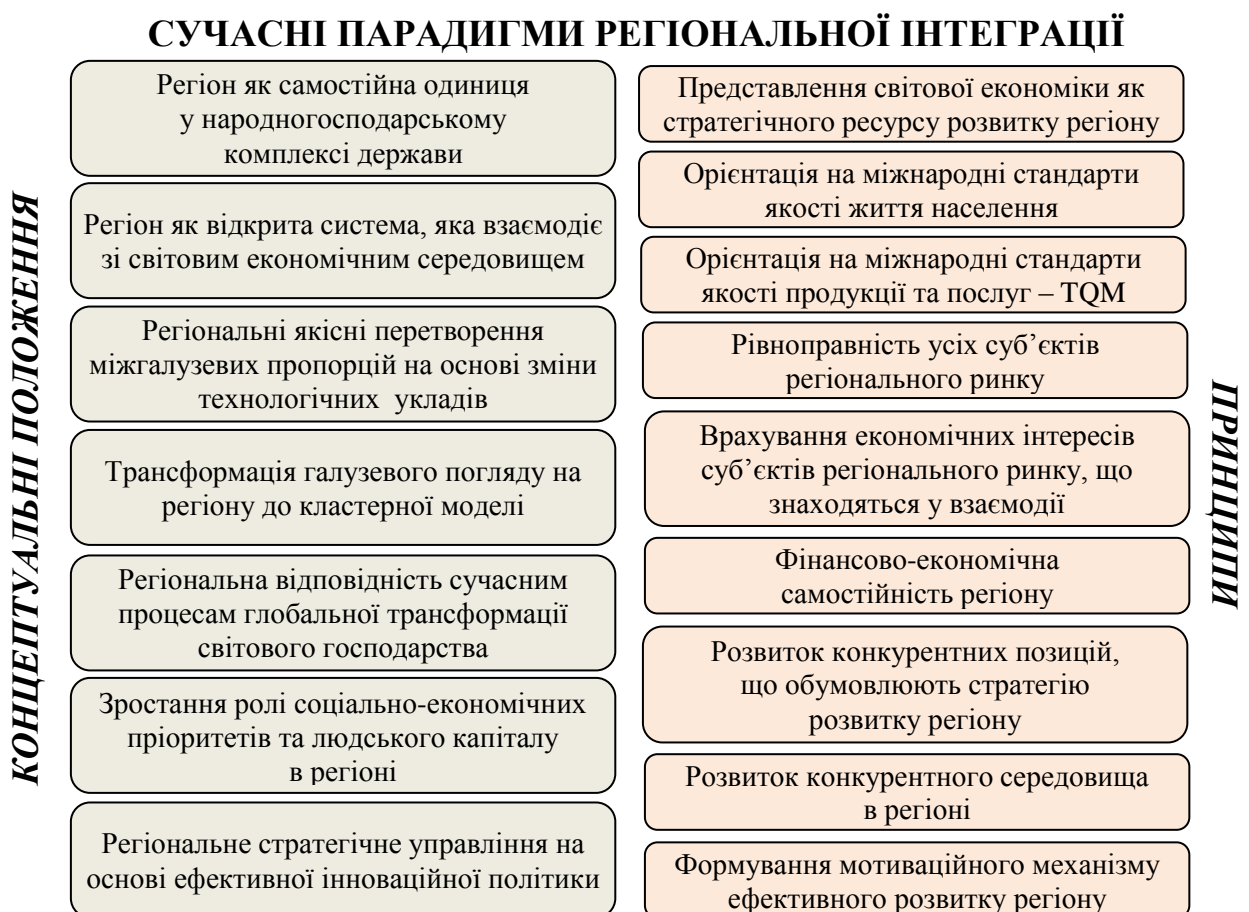 СУЧАСНІ ПАРАДИГМИ РЕГІОНАЛЬНОЇ ІНТЕГРАЦІЇ
КОНЦЕПТУАЛЬНІ ПОЛОЖЕННЯ
Регіон як самостійна одиниця
у народногосподарському
комплексі держави
Регіон як відкрита система, яка взаємодіє
зі світовим економічним середовищем
Регіональні якісні перетворення
міжгалузевих пропорцій на основі зміни
технологічних укладів
Трансформація галузевого погляду на
регіону до кластерної моделі
Регіональна відповідність сучасним
процесам глобальної трансформації
світового господарства
Зростання ролі соціально-економічних
пріоритетів та людського капіталу
в регіоні
Регіональне стратегічне управління на
основі ефективної інноваційної політики
Представлення світової економіки як
стратегічного ресурсу розвитку регіону
Орієнтація на міжнародні стандарти
якості життя населення
Орієнтація на міжнародні стандарти
якості продукції та послуг – TQM
Рівноправність усіх суб’єктів
регіонального ринку
Врахування економічних інтересів
суб’єктів регіонального ринку, що
знаходяться у взаємодії
Фінансово-економічна
самостійність регіону
Розвиток конкурентних позицій,
що обумовлюють стратегію
розвитку регіону
Розвиток конкурентного середовища
в регіоні
Формування мотиваційного механізму
ефективного розвитку регіону
ПРИНЦИПИ